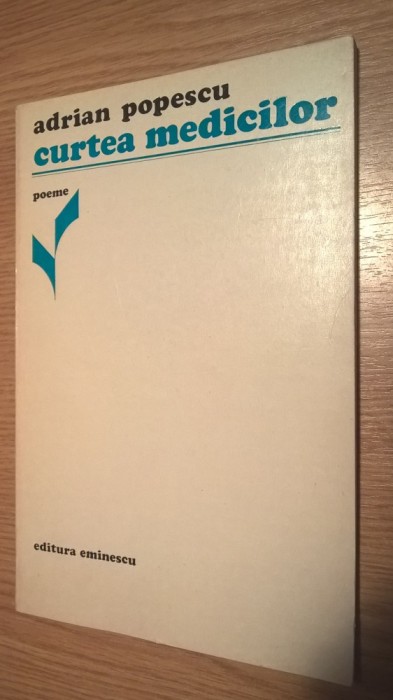 adrian popescu
curtea medicilor
poeme
editura eminescu